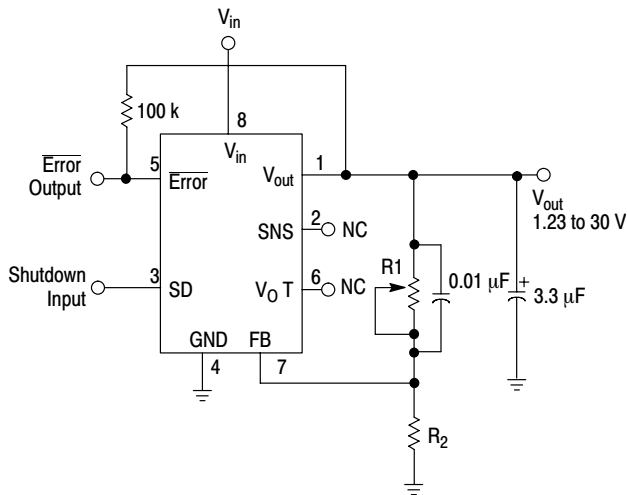 Vin
100 k
8
Vin
Error
Output
5
Error
Vout
1
Vout
1.23 to 30 V
SNS
2
NC
Shutdown
Input
3
SD
VO T
6
NC
R1
0.01 µF
+
3.3 µF
GND
FB
4
7
R2